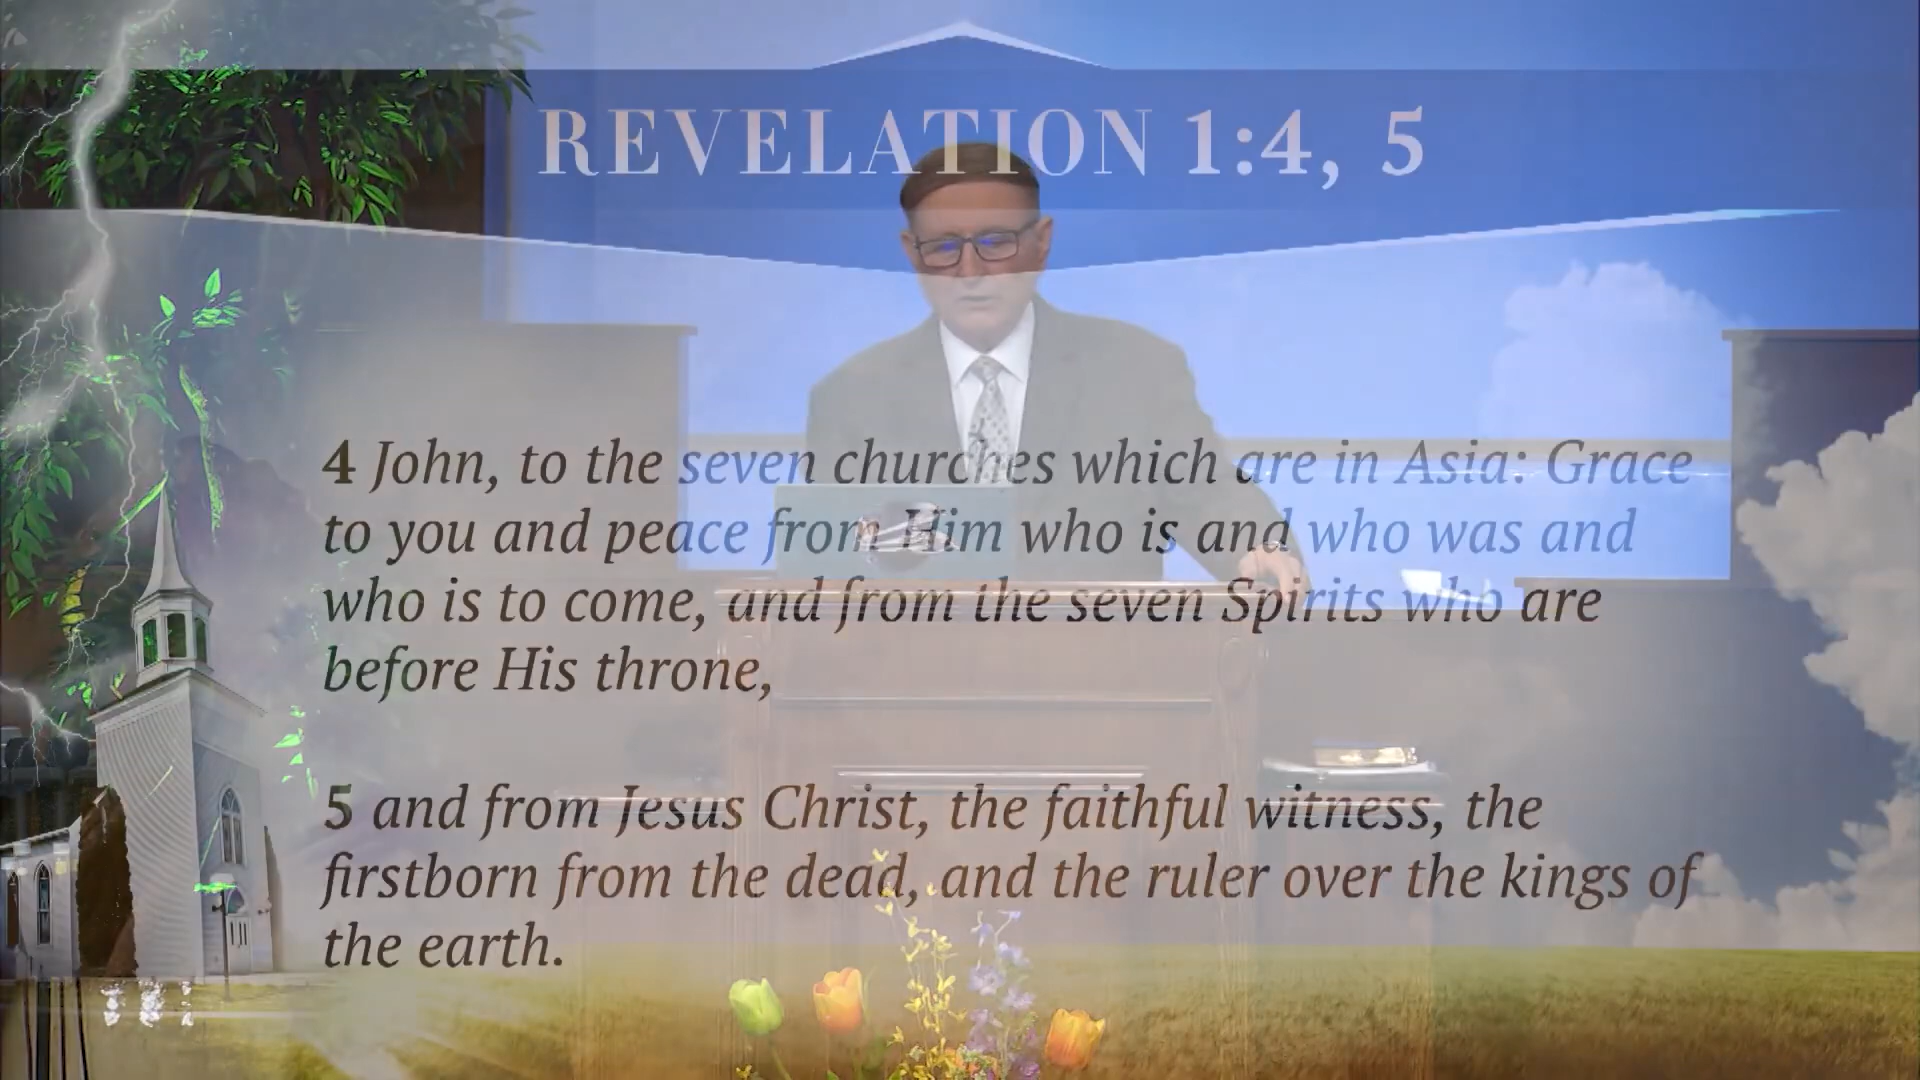 REVELATION 1:4, 5
4 John, to the seven churches which are in Asia: Grace
to you and peace from Him who is and who was and
who is to come, and from the seven Spirits who are
before His throne,
5 and from Jesus Christ, the faithful witness, the
firstborn from the dead, and the ruler over the kings of
the earth.